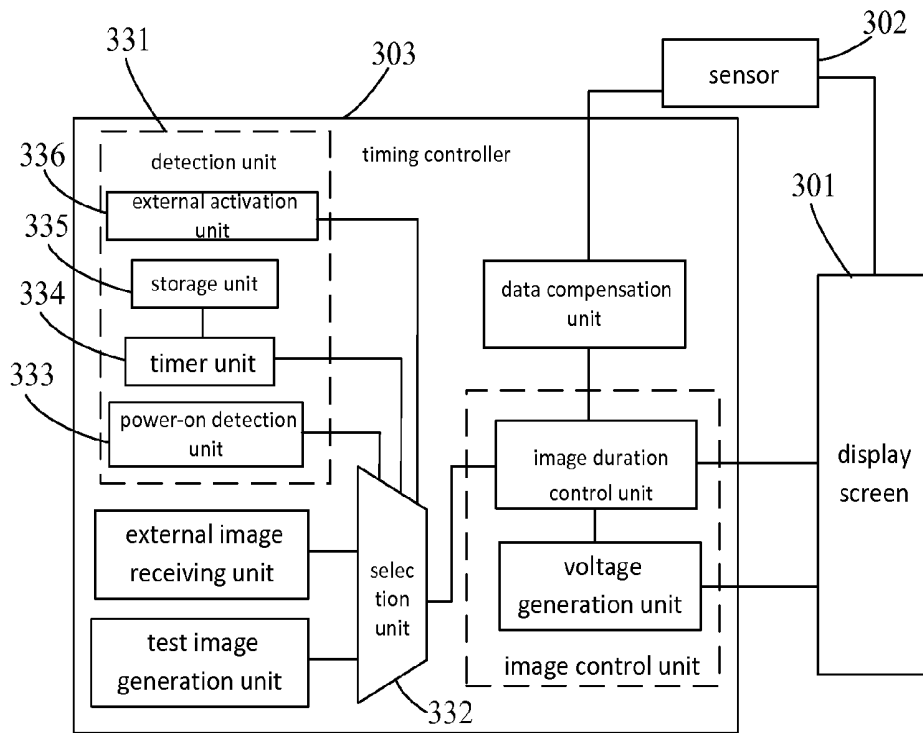 331
303
302
sensor
336
detection unit
timing controller
external activation
unit
301
335
storage unit
data compensation
unit
334
timer unit
333
power-on detection
unit
image duration
control unit
display
screen
external image
receiving unit
selec
tion
unit
voltage
generation unit
test image
generation unit
image control unit
332